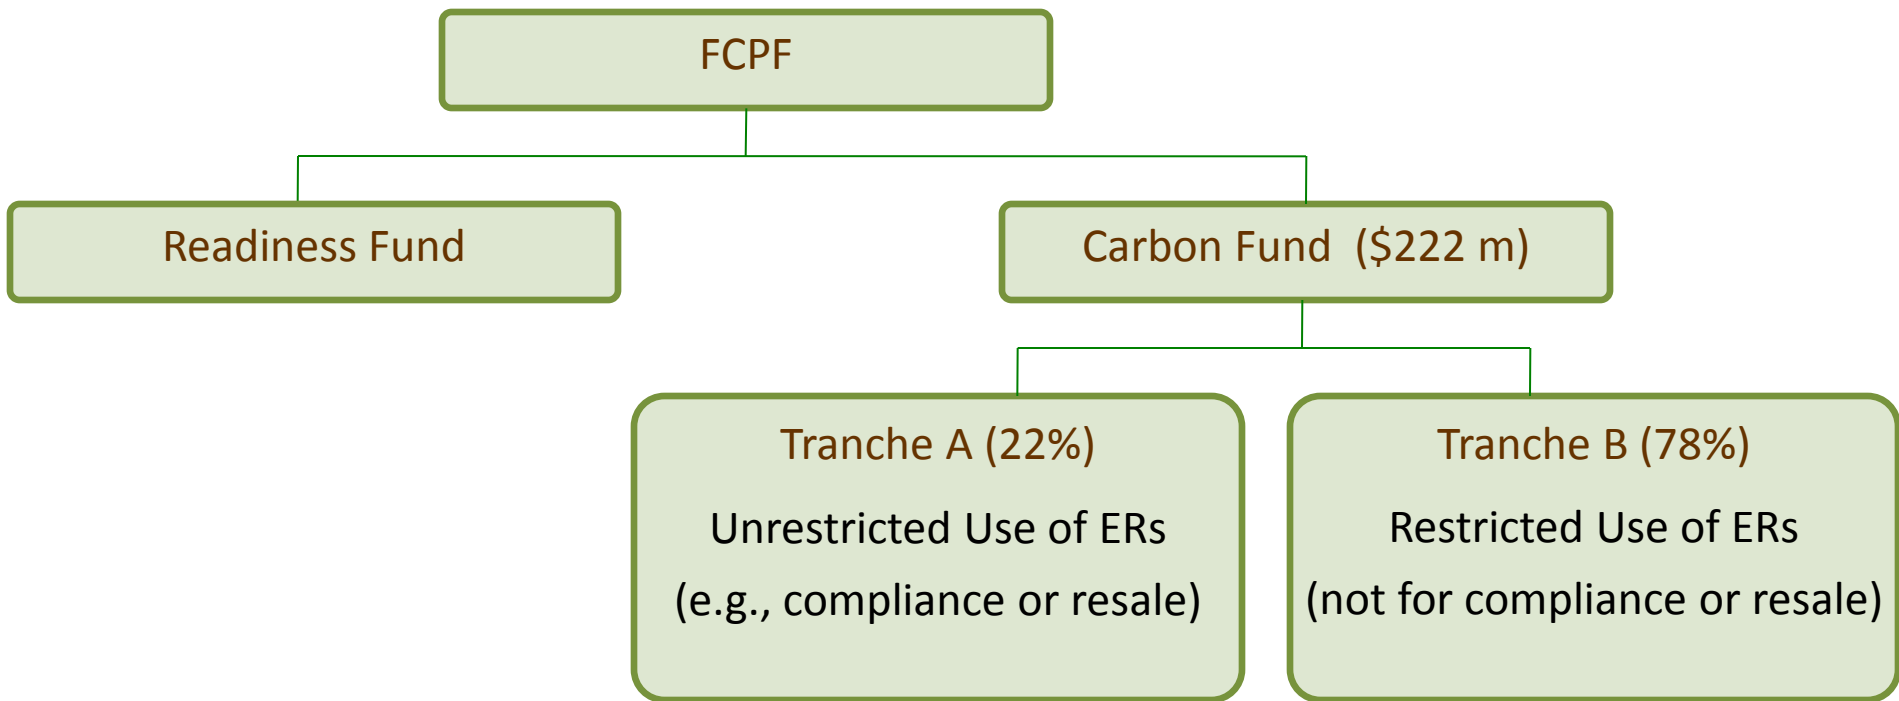 FCPF
Readiness Fund
Carbon Fund  ($222 m)
Tranche A (22%)
Unrestricted Use of ERs
(e.g., compliance or resale)
Tranche B (78%)
Restricted Use of ERs
(not for compliance or resale)